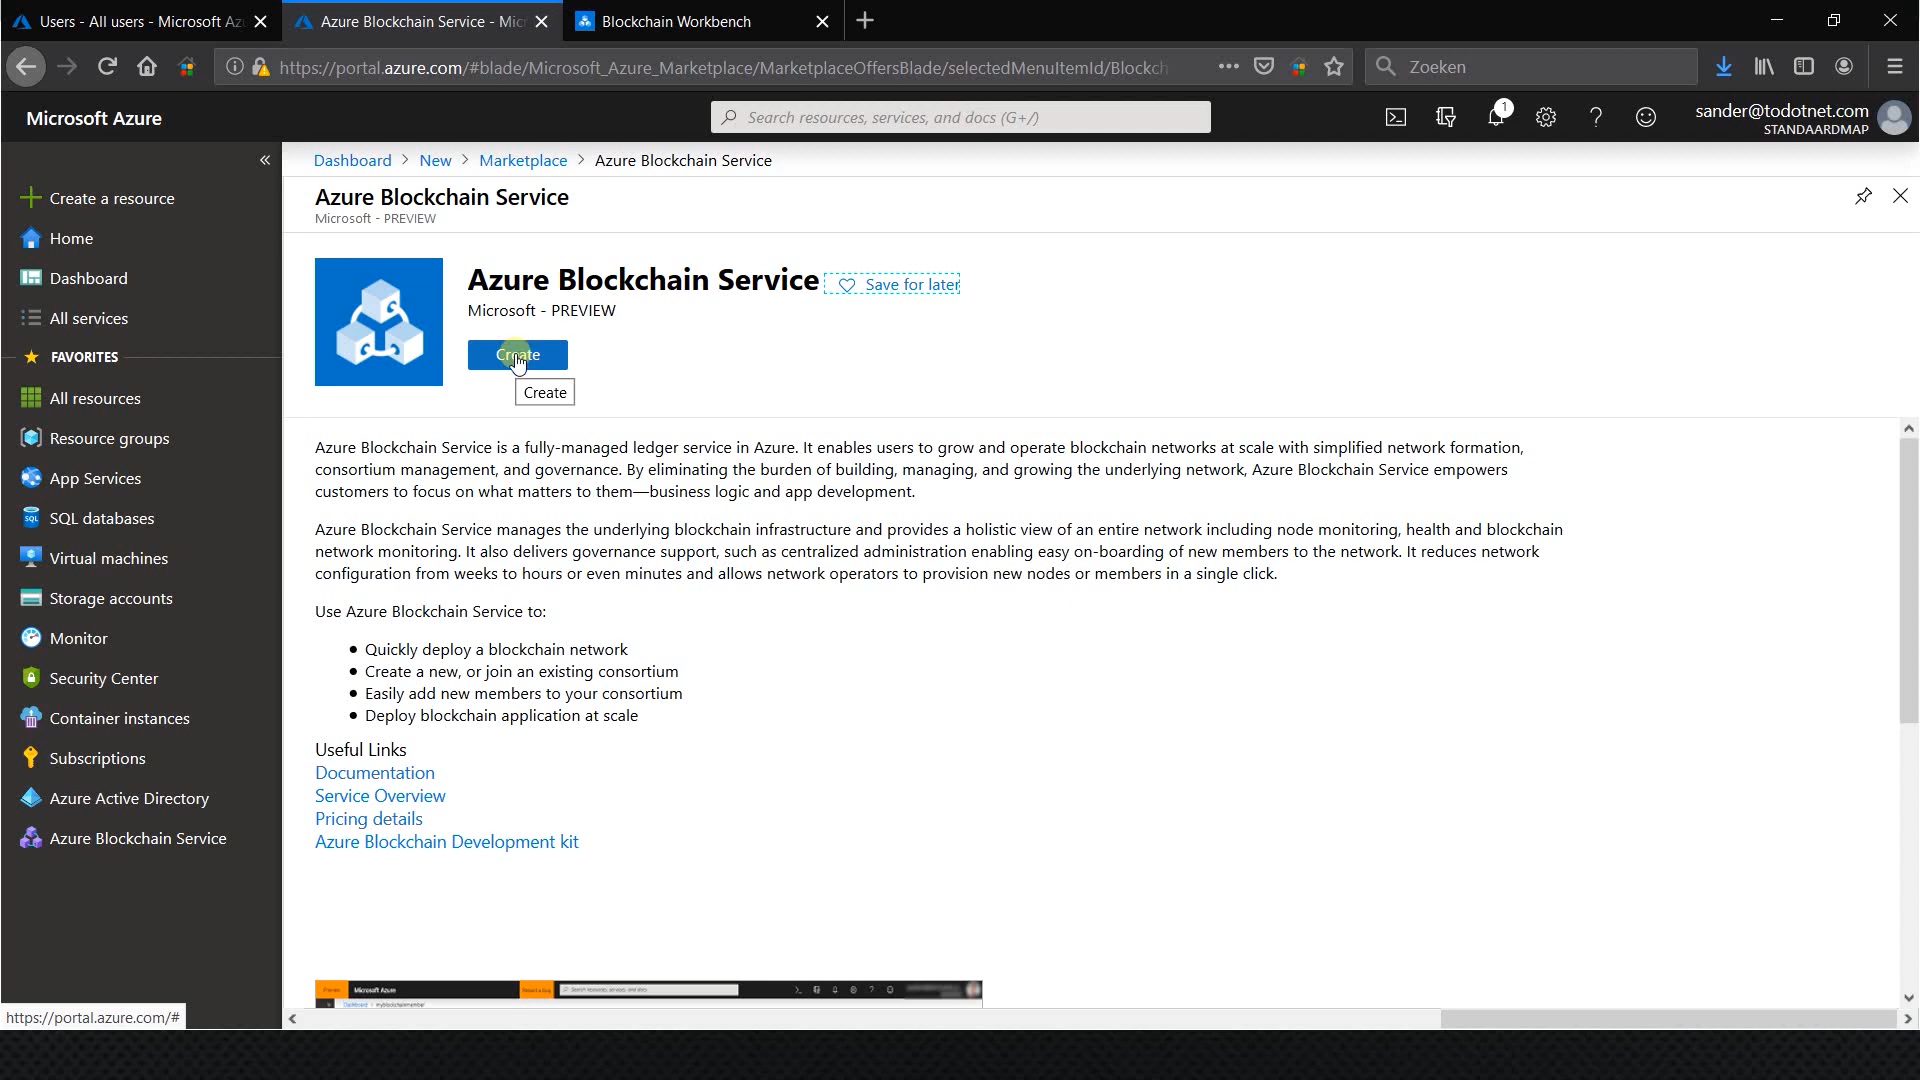 Users - All users - Microsoft Az
Azure Blockchain Service - Micr
Blockchain Workbench
https://portal.azure.com/#blade/Microsoft_Azure_Marketplace/MarketplaceOffersBlade/selectedMenuItemId/Blockch
Zoeken
Microsoft Azure
Search resources, services, and docs (G+/)
1
sander@todotnet.com
STANDAARDMAP
Dashboard > New > Marketplace > Azure Blockchain Service
Azure Blockchain Service
Microsoft - PREVIEW
Create a resource
Home
Dashboard
All services
FAVORITES
All resources
Resource groups
App Services
SQL databases
Virtual machines
Storage accounts
Monitor
Security Center
Container instances
Subscriptions
Azure Active Directory
Azure Blockchain Service
Azure Blockchain Service
Save for later
Microsoft - PREVIEW
Create
Create
Azure Blockchain Service is a fully-managed ledger service in Azure. It enables users to grow and operate blockchain networks at scale with simplified network formation,
consortium management, and governance. By eliminating the burden of building, managing, and growing the underlying network, Azure Blockchain Service empowers
customers to focus on what matters to them—business logic and app development.
Azure Blockchain Service manages the underlying blockchain infrastructure and provides a holistic view of an entire network including node monitoring, health and blockchain
network monitoring. It also delivers governance support, such as centralized administration enabling easy on-boarding of new members to the network. It reduces network
configuration from weeks to hours or even minutes and allows network operators to provision new nodes or members in a single click.
Use Azure Blockchain Service to:
• Quickly deploy a blockchain network
• Create a new, or join an existing consortium
• Easily add new members to your consortium
• Deploy blockchain application at scale
Useful Links
Documentation
Service Overview
Pricing details
Azure Blockchain Development kit
Microsoft Azure
Search resources, services, and docs
Dashboard > myblockchainmember
https://portal.azure.com/#